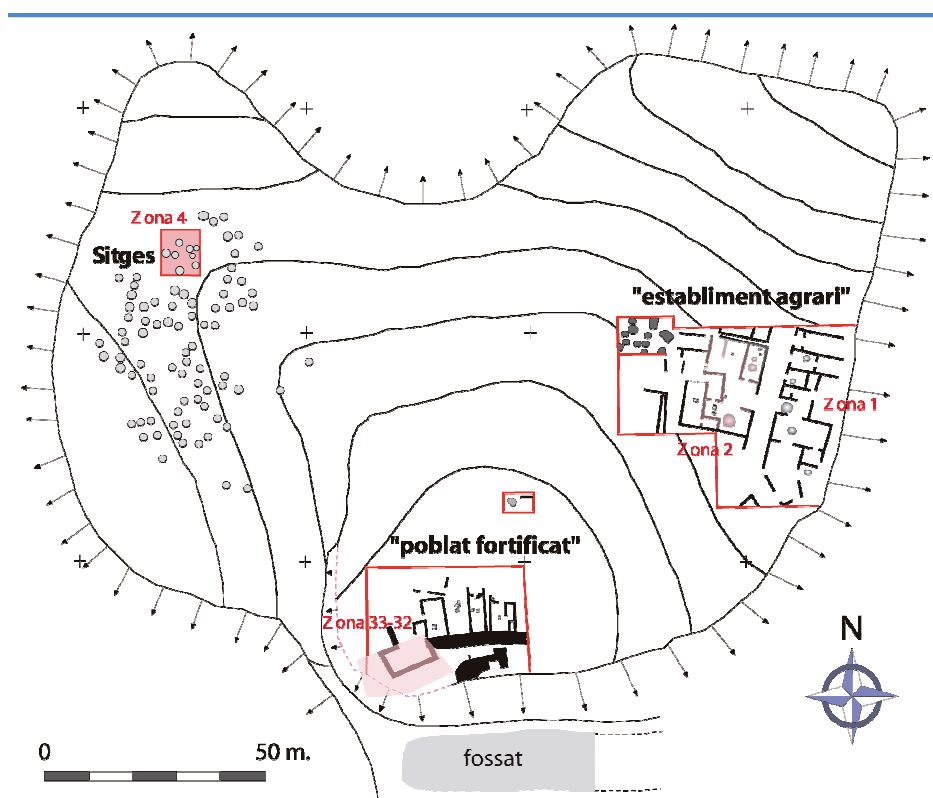 Zona 4
Sitges
"establiment agrari"
Zona 1
Zona 2
"poblat fortificat"
Zona 33-32
N
0 50 m.
fossat